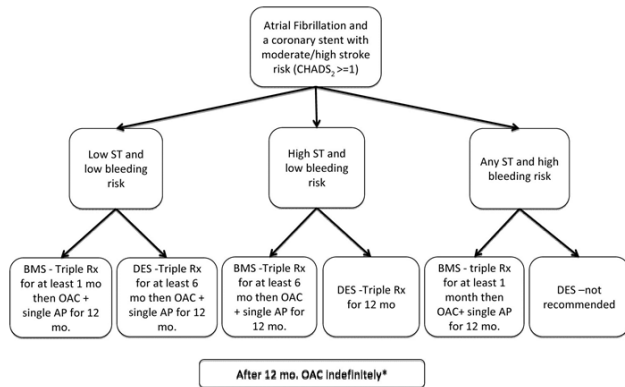 Atrial Fibrillation and
a coronary stent with
moderate/high stroke
risk (CHADS₂ >=1)
Low ST and
low bleeding
risk
High ST and
low bleeding
risk
Any ST and high
bleeding risk
BMS - Triple Rx
for at least 1 mo
then OAC +
single AP for 12
mo.
DES -Triple Rx
for at least 6
mo then OAC +
single AP for 12
mo.
BMS -Triple Rx
for at least 6
mo then OAC
+ single AP for
12 mo.
DES -Triple Rx
for 12 mo
BMS - triple Rx
for at least 1
month then
OAC+ single AP
for 12 mo.
DES –not
recommended
After 12 mo. OAC indefinitely*